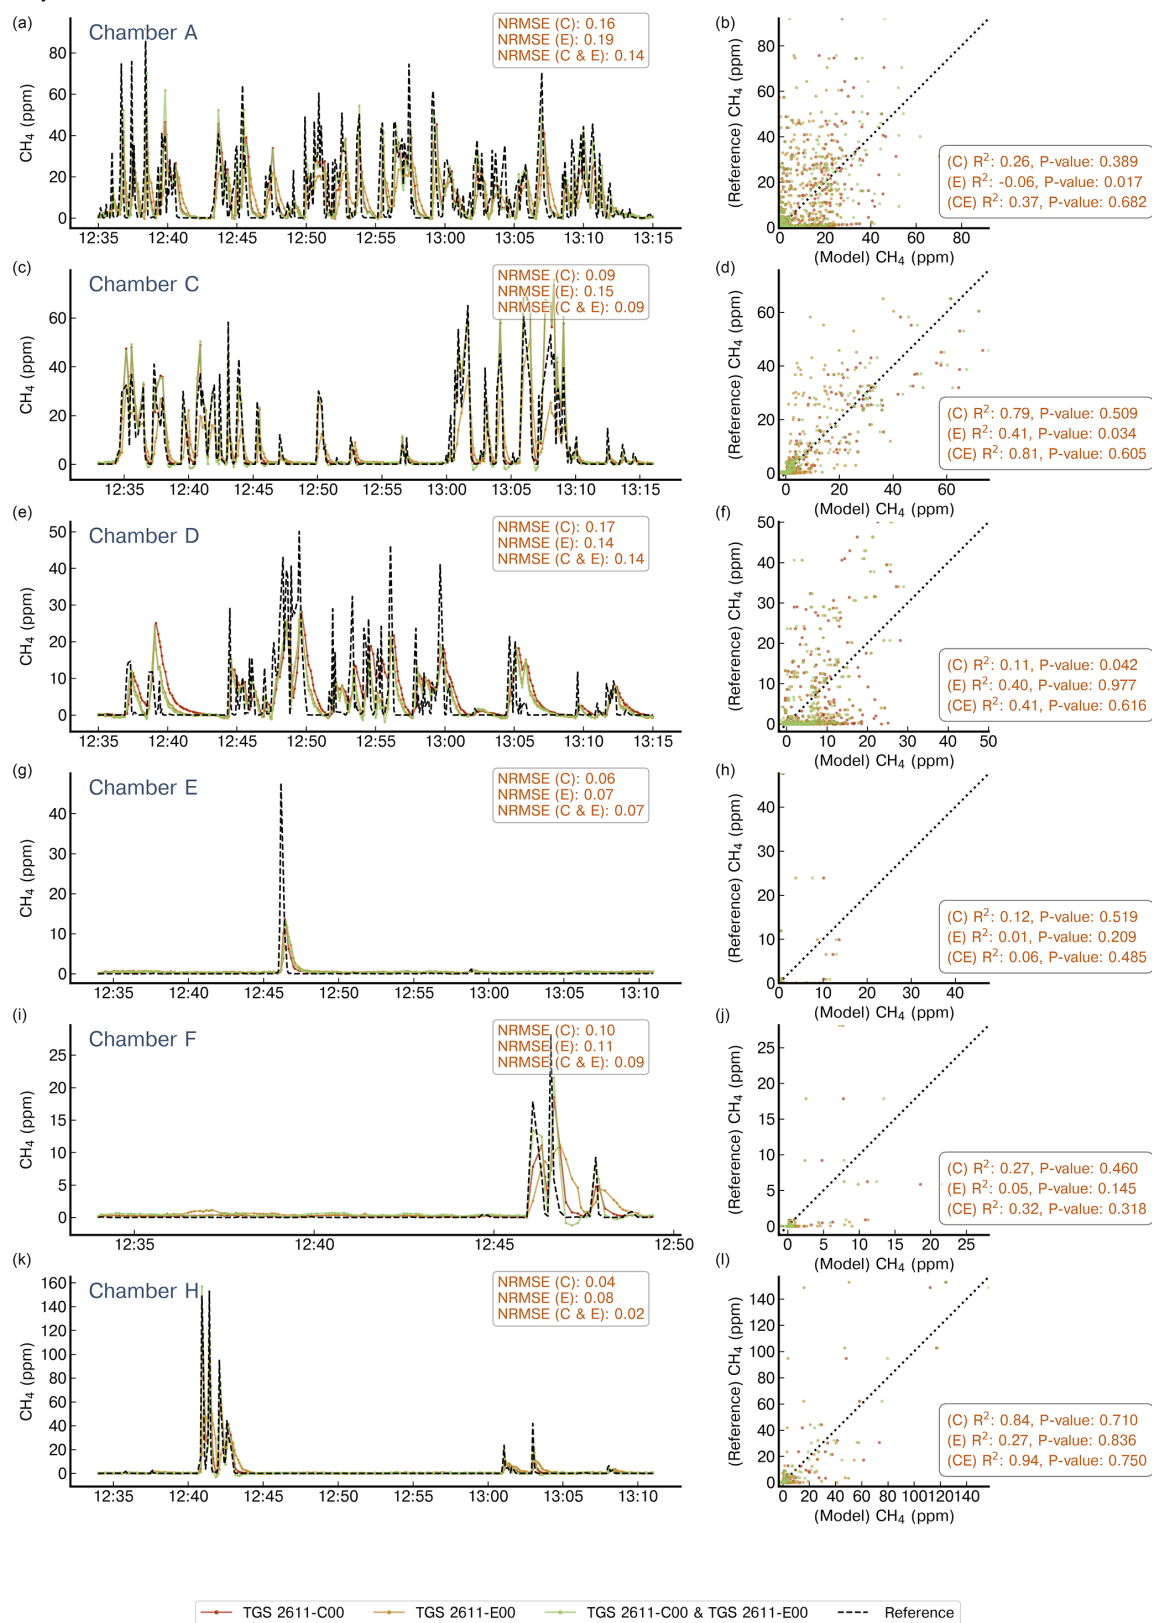 (a)
Chamber A
NRMSE (C): 0.16
NRMSE (E): 0.19
NRMSE (C & E): 0.14
CH₄ (ppm)
80
60
40
20
0
12:35 12:40 12:45 12:50 12:55 13:00 13:05 13:10 13:15
(b)
(Reference) CH₄ (ppm)
80
60
40
20
0
(C) R²: 0.26, P-value: 0.389
(E) R²: -0.06, P-value: 0.017
(CE) R²: 0.37, P-value: 0.682
0 20 40 60 80
(Model) CH₄ (ppm)
(c)
Chamber C
NRMSE (C): 0.09
NRMSE (E): 0.15
NRMSE (C & E): 0.09
CH₄ (ppm)
60
40
20
0
12:35 12:40 12:45 12:50 12:55 13:00 13:05 13:10 13:15
(d)
(Reference) CH₄ (ppm)
60
40
20
0
(C) R²: 0.79, P-value: 0.509
(E) R²: 0.41, P-value: 0.034
(CE) R²: 0.81, P-value: 0.605
0 20 40 60
(Model) CH₄ (ppm)
(e)
Chamber D
NRMSE (C): 0.17
NRMSE (E): 0.14
NRMSE (C & E): 0.14
CH₄ (ppm)
50
40
30
20
10
0
12:35 12:40 12:45 12:50 12:55 13:00 13:05 13:10 13:15
(f)
(Reference) CH₄ (ppm)
50
40
30
20
10
0
(C) R²: 0.11, P-value: 0.042
(E) R²: 0.40, P-value: 0.977
(CE) R²: 0.41, P-value: 0.616
0 10 20 30 40 50
(Model) CH₄ (ppm)
(g)
Chamber E
NRMSE (C): 0.06
NRMSE (E): 0.07
NRMSE (C & E): 0.07
CH₄ (ppm)
40
30
20
10
0
12:35 12:40 12:45 12:50 12:55 13:00 13:05 13:10
(h)
(Reference) CH₄ (ppm)
40
30
20
10
0
(C) R²: 0.12, P-value: 0.519
(E) R²: 0.01, P-value: 0.209
(CE) R²: 0.06, P-value: 0.485
0 10 20 30 40
(Model) CH₄ (ppm)
(i)
Chamber F
NRMSE (C): 0.10
NRMSE (E): 0.11
NRMSE (C & E): 0.09
CH₄ (ppm)
25
20
15
10
5
0
12:35 12:40 12:45 12:50
(j)
(Reference) CH₄ (ppm)
25
20
15
10
5
0
(C) R²: 0.27, P-value: 0.460
(E) R²: 0.05, P-value: 0.145
(CE) R²: 0.32, P-value: 0.318
0 5 10 15 20 25
(Model) CH₄ (ppm)
(k)
Chamber H
NRMSE (C): 0.04
NRMSE (E): 0.08
NRMSE (C & E): 0.02
CH₄ (ppm)
160
140
120
100
80
60
40
20
0
12:35 12:40 12:45 12:50 12:55 13:00 13:05 13:10
(l)
(Reference) CH₄ (ppm)
140
120
100
80
60
40
20
0
(C) R²: 0.84, P-value: 0.710
(E) R²: 0.27, P-value: 0.836
(CE) R²: 0.94, P-value: 0.750
0 20 40 60 80 100 120 140
(Model) CH₄ (ppm)
TGS 2611-C00 TGS 2611-E00 TGS 2611-C00 & TGS 2611-E00 Reference